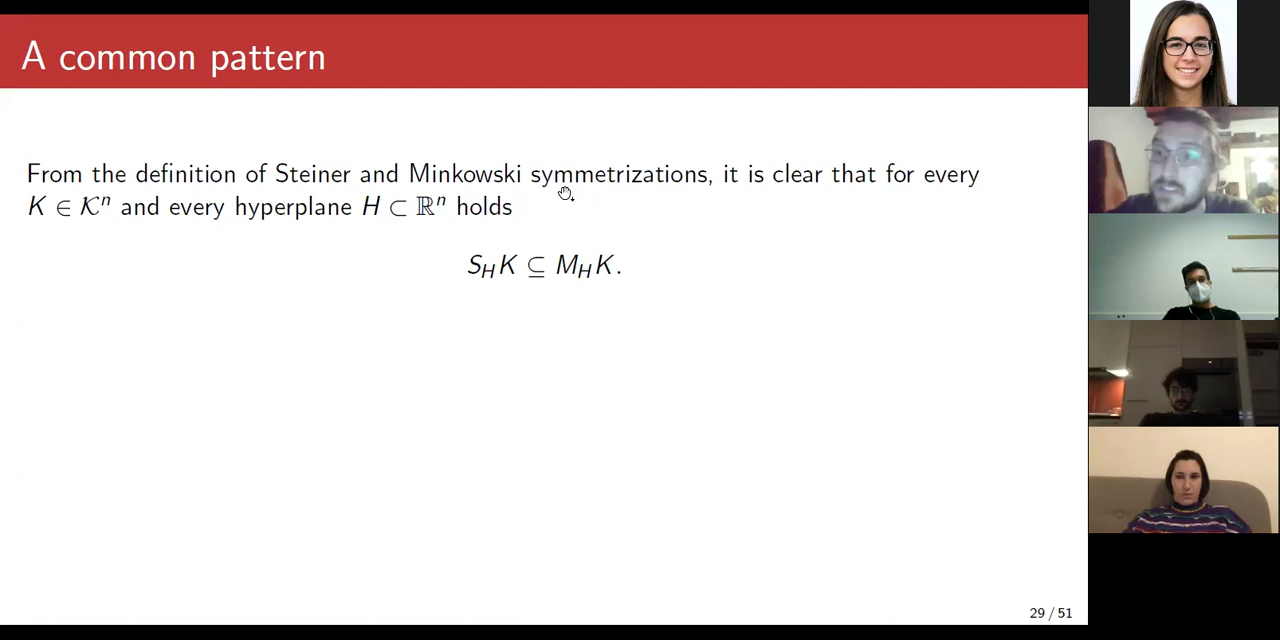 A common pattern
From the definition of Steiner and Minkowski symmetrizations, it is clear that for every
K ∈ 𝒦ⁿ and every hyperplane H ⊂ ℝⁿ holds
S_H K ⊆ M_H K.
29 / 51